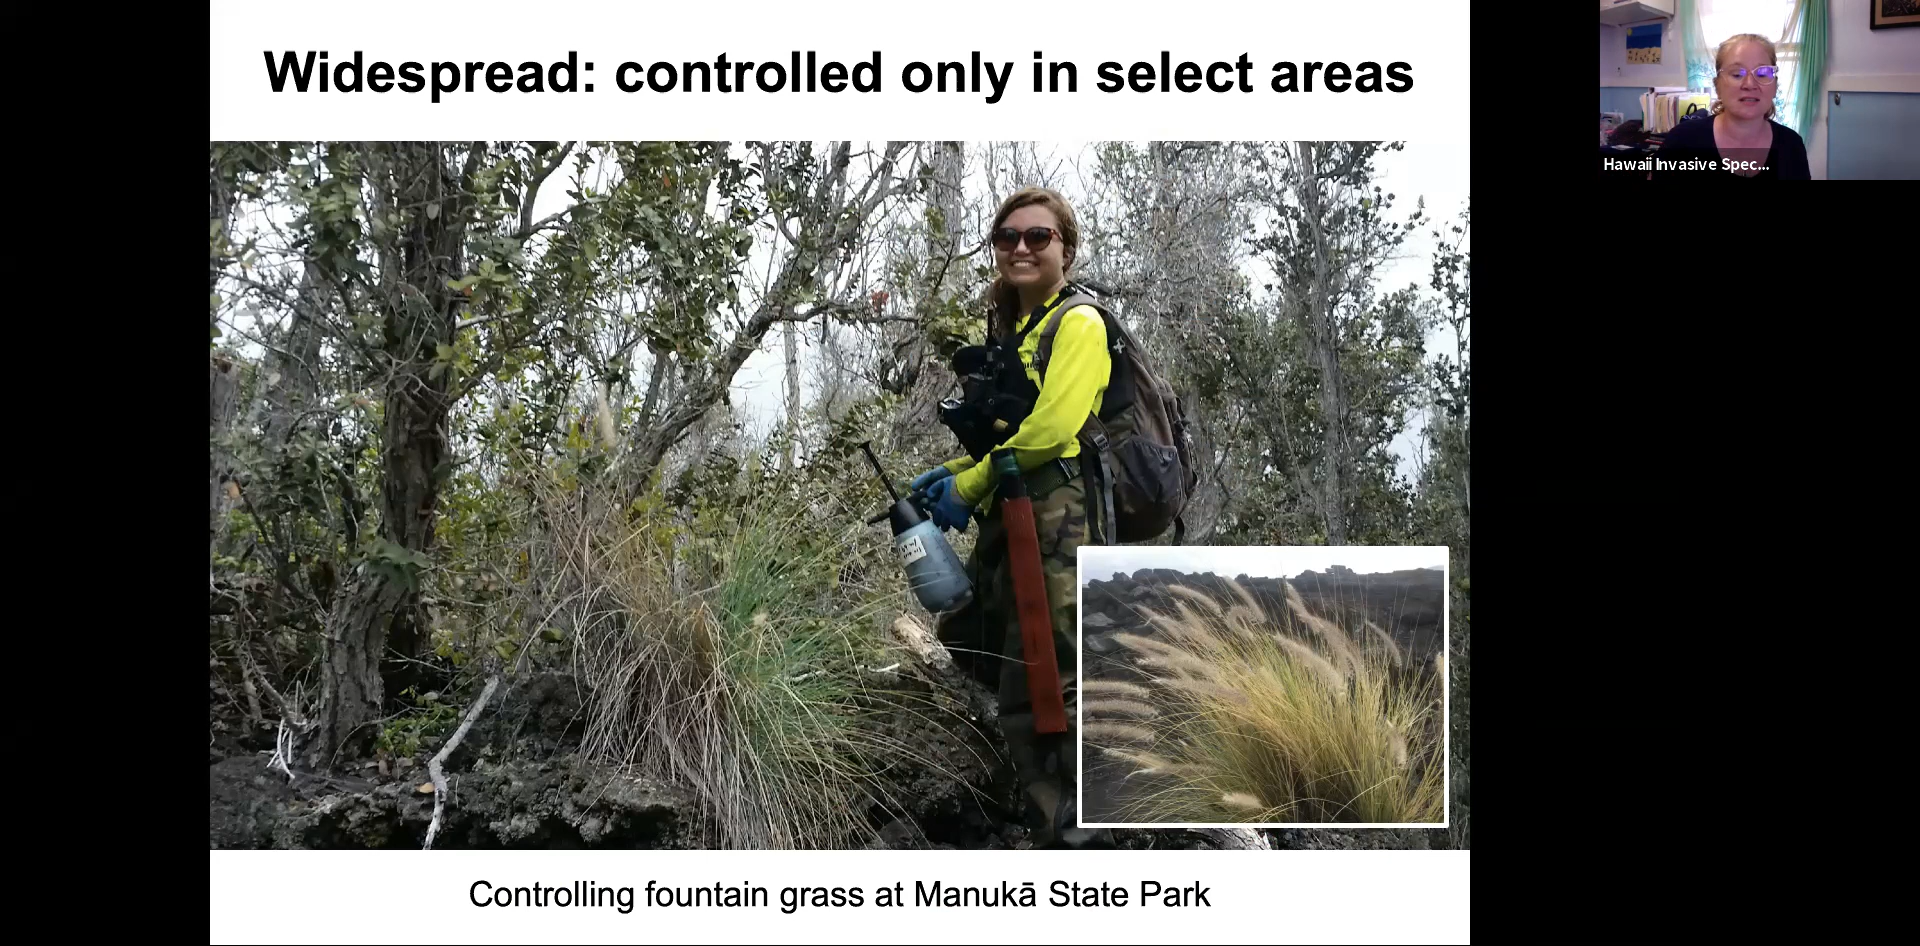 Widespread: controlled only in select areas
Hawaii Invasive Spec...
Controlling fountain grass at Manukā State Park